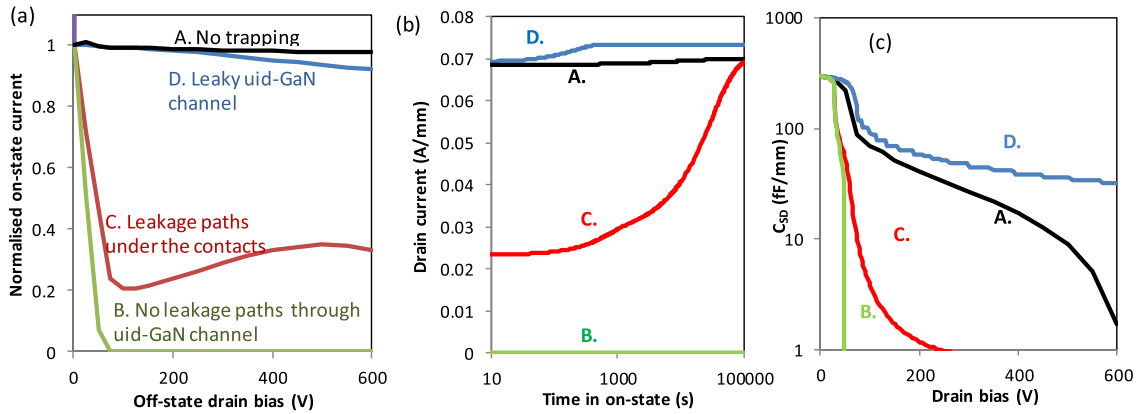 (a)
Normalised on-state current
1
0.8
0.6
0.4
0.2
0
A. No trapping
D. Leaky uid-GaN
channel
C. Leakage paths
under the contacts
B. No leakage paths through
uid-GaN channel
0
200
400
600
Off-state drain bias (V)
(b)
Drain current (A/mm)
0.08
0.07
0.06
0.05
0.04
0.03
0.02
0.01
0
D.
A.
C.
B.
10
1000
100000
Time in on-state (s)
(c)
CSD (fF/mm)
1000
100
10
1
D.
A.
C.
B.
0
200
400
600
Drain bias (V)